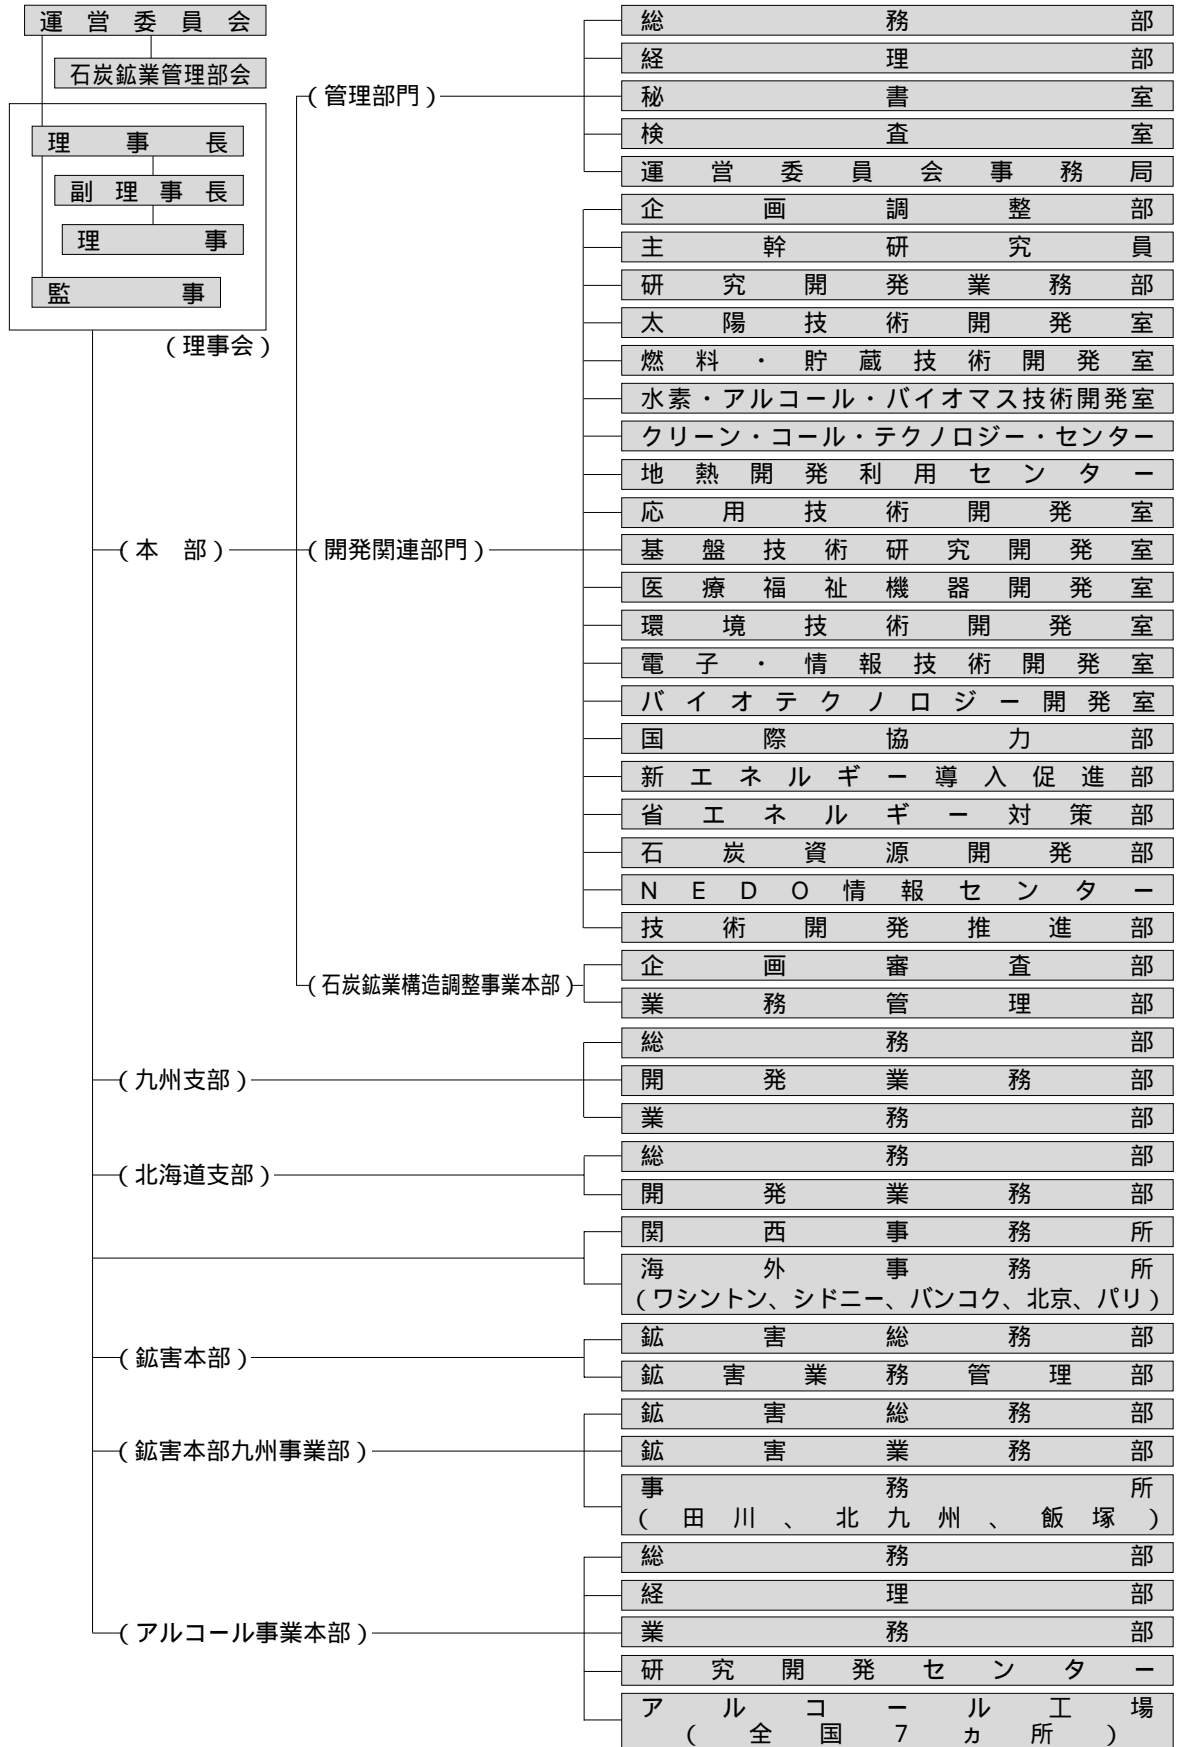 運営委員会
石炭鉱業管理部会
理事長
副理事長
理事
監事
（理事会）
（本　部）
（管理部門）
総務部
経理部
秘書室
検査室
運営委員会事務局
（開発関連部門）
企画調整部
主幹研究員
研究開発業務部
太陽技術開発室
燃料・貯蔵技術開発室
水素・アルコール・バイオマス技術開発室
クリーン・コール・テクノロジー・センター
地熱開発利用センター
応用技術開発室
基盤技術研究開発室
医療福祉機器開発室
環境技術開発室
電子・情報技術開発室
バイオテクノロジー開発室
国際協力部
新エネルギー導入促進部
省エネルギー対策部
石炭資源開発部
NEDO情報センター
技術開発推進部
（石炭鉱業構造調整事業本部）
企画審査部
業務管理部
（九州支部）
総務部
開発業務部
業務部
（北海道支部）
総務部
開発業務部
関西事務所
海外事務所
（ワシントン、シドニー、バンコク、北京、パリ）
（鉱害本部）
鉱害総務部
鉱害業務管理部
（鉱害本部九州事業部）
鉱害総務部
鉱害業務部
事務所
（田川、北九州、飯塚）
（アルコール事業本部）
総務部
経理部
業務部
研究開発センター
アルコール工場
（全国7ヵ所）